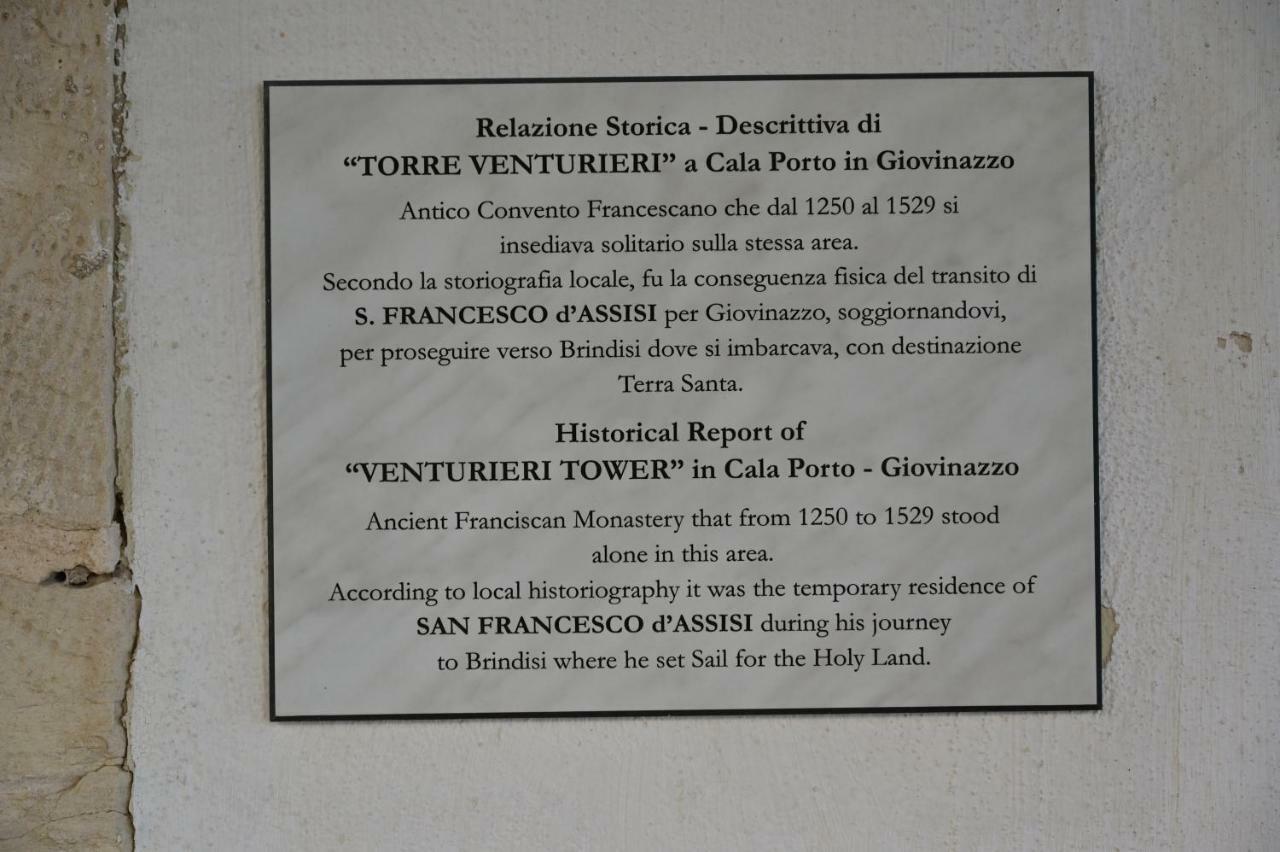 Relazione Storica - Descrittiva di
“TORRE VENTURIERI” a Cala Porto in Giovinazzo
Antico Convento Francescano che dal 1250 al 1529 si
insediava solitario sulla stessa area.
Secondo la storiografia locale, fu la conseguenza fisica del transito di
S. FRANCESCO d’ASSISI per Giovinazzo, soggiornandovi,
per proseguire verso Brindisi dove si imbarcava, con destinazione
Terra Santa.
Historical Report of
“VENTURIERI TOWER” in Cala Porto - Giovinazzo
Ancient Franciscan Monastery that from 1250 to 1529 stood
alone in this area.
According to local historiography it was the temporary residence of
SAN FRANCESCO d’ASSISI during his journey
to Brindisi where he set Sail for the Holy Land.